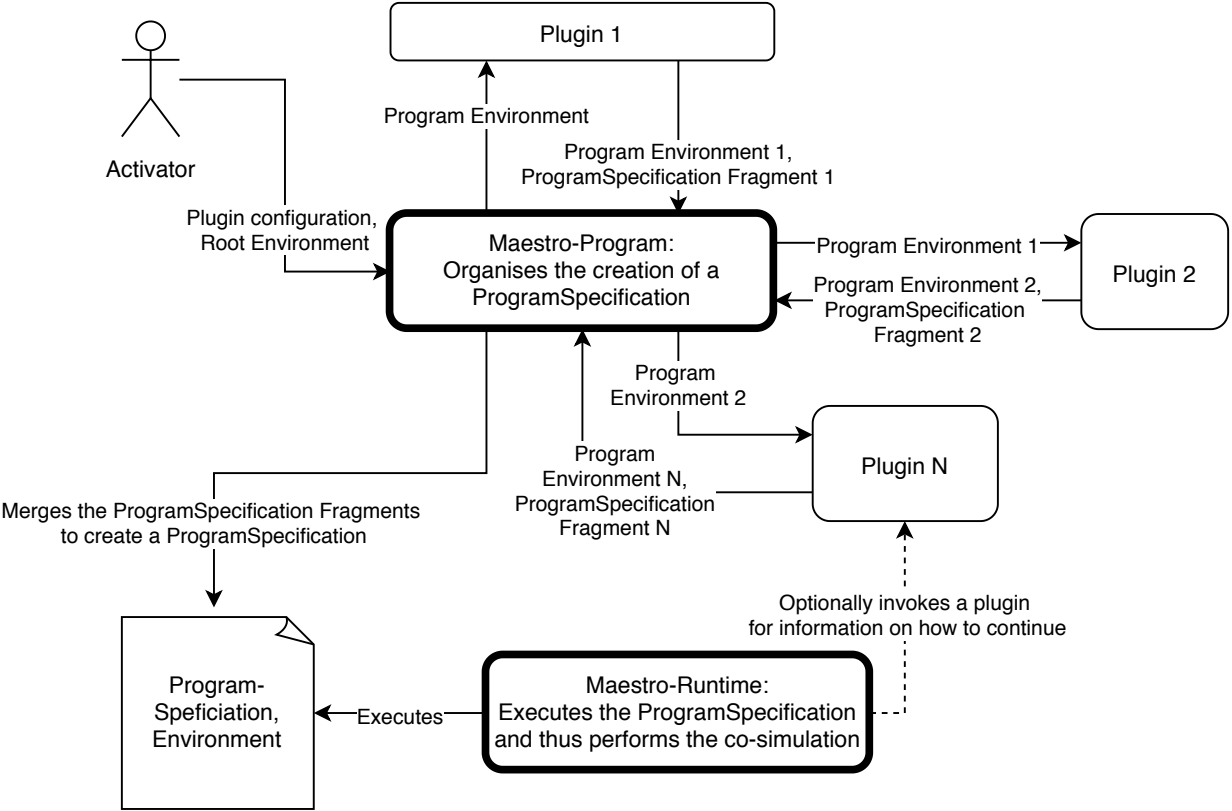 Plugin 1
Program Environment
Activator
Program Environment 1,
ProgramSpecification Fragment 1
Plugin configuration,
Root Environment
Maestro-Program:
Organises the creation of a
ProgramSpecification
Program Environment 1
Plugin 2
Program Environment 2,
ProgramSpecification
Fragment 2
Program
Environment 2
Program
Environment N,
ProgramSpecification
Fragment N
Plugin N
Merges the ProgramSpecification Fragments
to create a ProgramSpecification
Optionally invokes a plugin
for information on how to continue
Program-
Speficiation,
Environment
Executes
Maestro-Runtime:
Executes the ProgramSpecification
and thus performs the co-simulation